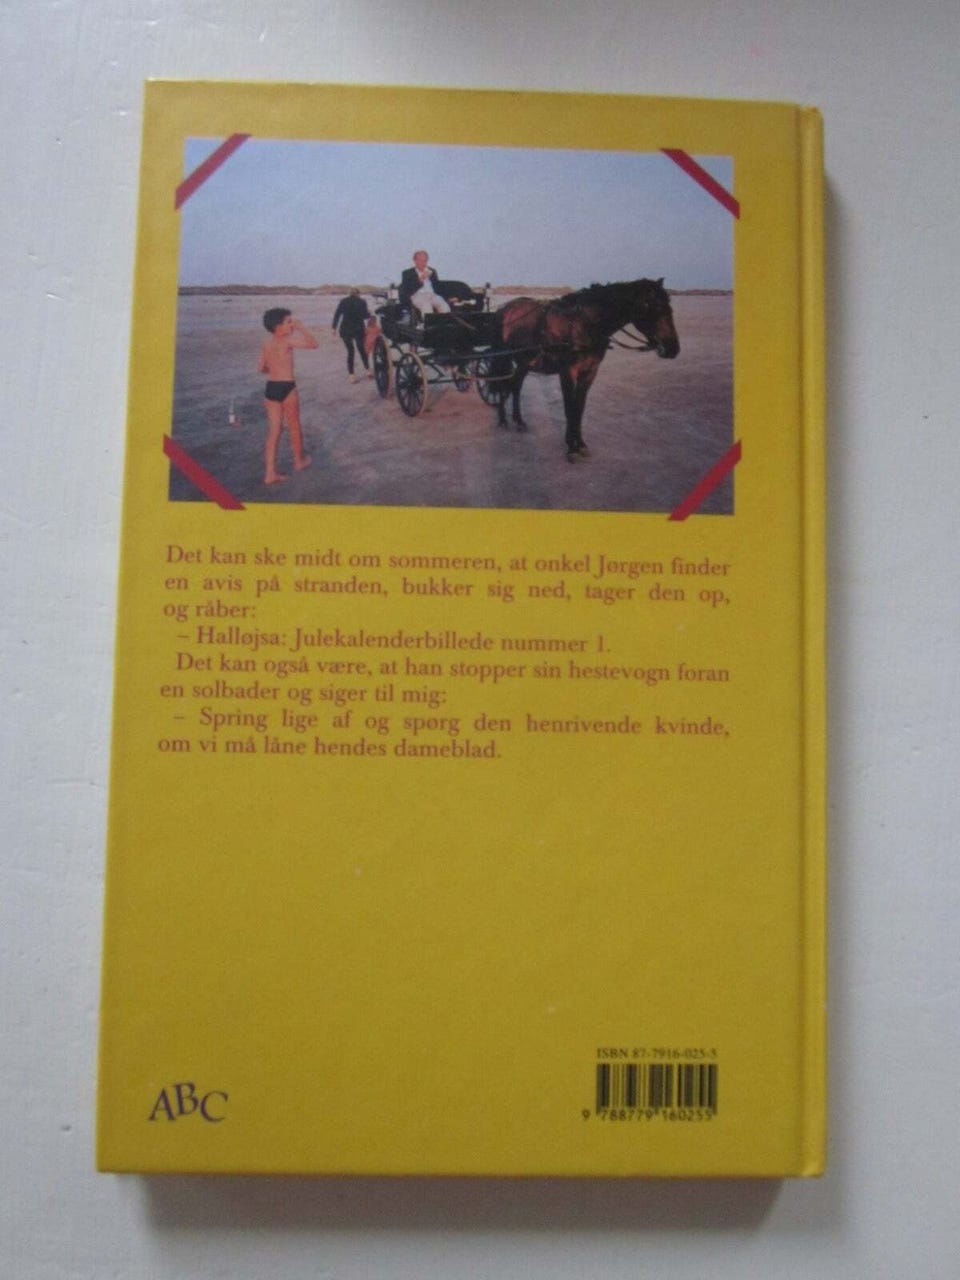 Det kan ske midt om sommeren, at onkel Jørgen finder
en avis på stranden, bukker sig ned, tager den op,
og råber:
– Halløjsa: Julekalenderbillede nummer 1.
Det kan også være, at han stopper sin hestevogn foran
en solbader og siger til mig:
– Spring lige af og spørg den henrivende kvinde,
om vi må låne hendes dameblad.
ISBN 87-7916-025-5
9 788779 160255
ABC